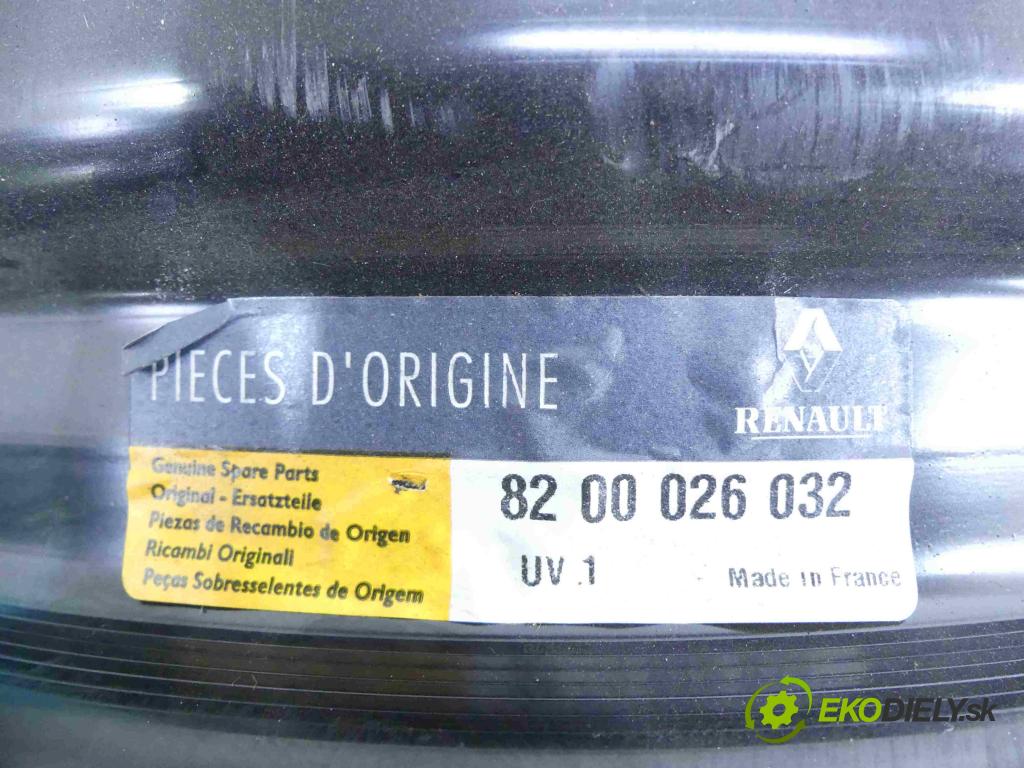 PIECES D'ORIGINE
RENAULT
Genuine Spare Parts
Original - Ersatzteile
Piezas de Recambio de Origen
Ricambi Originali
Peças Sobresselentes de Origem
82 00 026 032
UV.1
Made in France
EKODIELY.sk